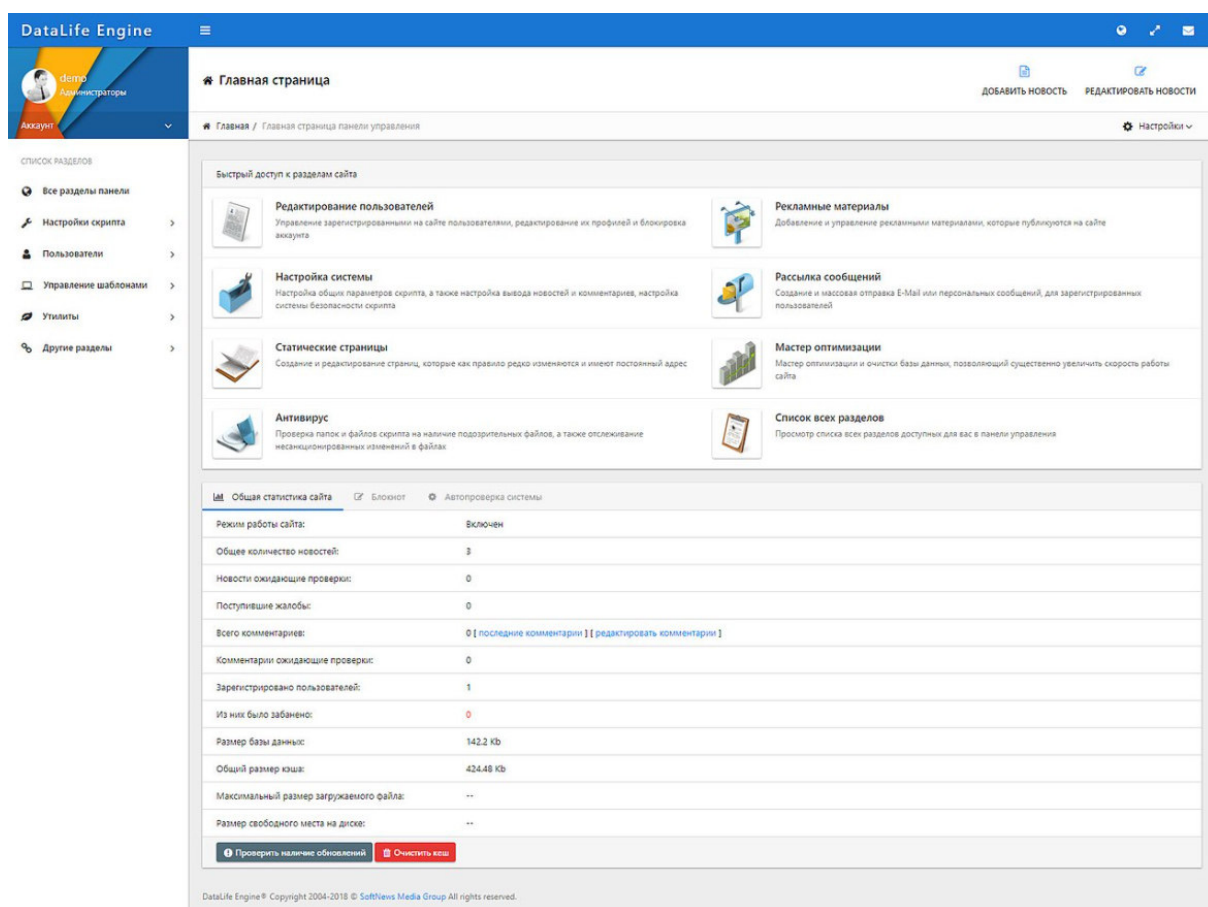 DataLife Engine
demo
Администраторы
Аккаунт
Главная страница
ДОБАВИТЬ НОВОСТЬ
РЕДАКТИРОВАТЬ НОВОСТИ
Главная / Главная страница панели управления
Настройки
СПИСОК РАЗДЕЛОВ
Все разделы панели
Настройки скрипта
Пользователи
Управление шаблонами
Утилиты
Другие разделы
Быстрый доступ к разделам сайта
Редактирование пользователей
Управление зарегистрированными на сайте пользователями, редактирование их профилей и блокировка
аккаунта
Рекламные материалы
Добавление и управление рекламными материалами, которые публикуются на сайте
Настройка системы
Настройка общих параметров скрипта, а также настройка вывода новостей и комментариев, настройка
системы безопасности скрипта
Рассылка сообщений
Создание и массовая отправка E-Mail или персональных сообщений, для зарегистрированных
пользователей
Статические страницы
Создание и редактирование страниц, которые как правило редко изменяются и имеют постоянный адрес
Мастер оптимизации
Мастер оптимизации и очистки базы данных, позволяющий существенно увеличить скорость работы
сайта
Антивирус
Проверка папок и файлов скрипта на наличие подозрительных файлов, а также отслеживание
несанкционированных изменений в файлах
Список всех разделов
Просмотр списка всех разделов доступных для вас в панели управления
Общая статистика сайта
Блокнот
Автопроверка системы
Режим работы сайта: Включен
Общее количество новостей: 3
Новости ожидающие проверки: 0
Поступившие жалобы: 0
Всего комментариев: 0 [ последние комментарии ] [ редактировать комментарии ]
Комментарии ожидающие проверки: 0
Зарегистрировано пользователей: 1
Из них было забанено: 0
Размер базы данных: 142.2 Kb
Общий размер кэша: 424.48 Kb
Максимальный размер загружаемого файла: --
Размер свободного места на диске: --
Проверить наличие обновлений
Очистить кеш
DataLife Engine® Copyright 2004-2018 © SoftNews Media Group All rights reserved.